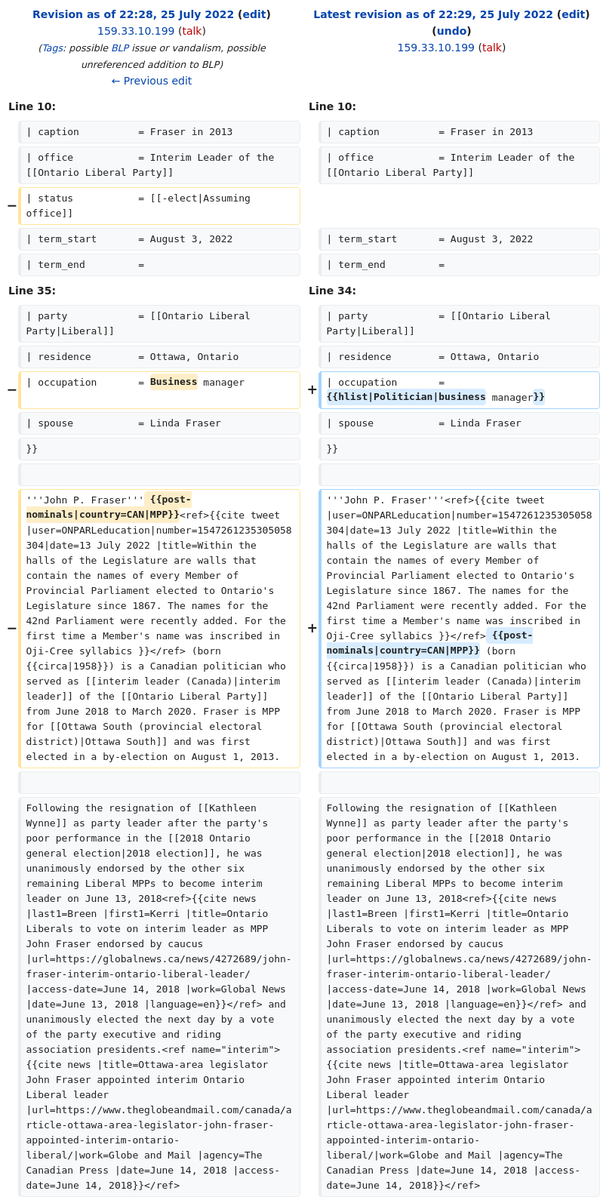 Revision as of 22:28, 25 July 2022 (edit)
159.33.10.199 (talk)
(Tags: possible BLP issue or vandalism, possible
unreferenced addition to BLP)
← Previous edit
Latest revision as of 22:29, 25 July 2022 (edit)
(undo)
159.33.10.199 (talk)
Line 10:
Line 10:
| caption = Fraser in 2013
| caption = Fraser in 2013
| office = Interim Leader of the
[[Ontario Liberal Party]]
| office = Interim Leader of the
[[Ontario Liberal Party]]
− | status = [[-elect|Assuming
office]]
| term_start = August 3, 2022
| term_start = August 3, 2022
| term_end =
| term_end =
Line 35:
Line 34:
| party = [[Ontario Liberal
Party|Liberal]]
| party = [[Ontario Liberal
Party|Liberal]]
| residence = Ottawa, Ontario
| residence = Ottawa, Ontario
− | occupation = Business manager
+ | occupation =
{{hlist|Politician|business manager}}
| spouse = Linda Fraser
| spouse = Linda Fraser
}}
}}
− '''John P. Fraser''' {{post-
nominals|country=CAN|MPP}}<ref>{{cite tweet
|user=ONPARLeducation|number=1547261235305058
304|date=13 July 2022 |title=Within the
halls of the Legislature are walls that
contain the names of every Member of
Provincial Parliament elected to Ontario's
Legislature since 1867. The names for the
42nd Parliament were recently added. For the
first time a Member's name was inscribed in
Oji-Cree syllabics }}</ref> (born
{{circa|1958}}) is a Canadian politician who
served as [[interim leader (Canada)|interim
leader]] of the [[Ontario Liberal Party]]
from June 2018 to March 2020. Fraser is MPP
for [[Ottawa South (provincial electoral
district)|Ottawa South]] and was first
elected in a by-election on August 1, 2013.
+ '''John P. Fraser'''<ref>{{cite tweet
|user=ONPARLeducation|number=1547261235305058
304|date=13 July 2022 |title=Within the
halls of the Legislature are walls that
contain the names of every Member of
Provincial Parliament elected to Ontario's
Legislature since 1867. The names for the
42nd Parliament were recently added. For the
first time a Member's name was inscribed in
Oji-Cree syllabics }}</ref> {{post-
nominals|country=CAN|MPP}} (born
{{circa|1958}}) is a Canadian politician who
served as [[interim leader (Canada)|interim
leader]] of the [[Ontario Liberal Party]]
from June 2018 to March 2020. Fraser is MPP
for [[Ottawa South (provincial electoral
district)|Ottawa South]] and was first
elected in a by-election on August 1, 2013.
Following the resignation of [[Kathleen
Wynne]] as party leader after the party's
poor performance in the [[2018 Ontario
general election|2018 election]], he was
unanimously endorsed by the other six
remaining Liberal MPPs to become interim
leader on June 13, 2018<ref>{{cite news
|last1=Breen |first1=Kerri |title=Ontario
Liberals to vote on interim leader as MPP
John Fraser endorsed by caucus
|url=https://globalnews.ca/news/4272689/john-
fraser-interim-ontario-liberal-leader/
|access-date=June 14, 2018 |work=Global News
|date=June 13, 2018 |language=en}}</ref> and
unanimously elected the next day by a vote
of the party executive and riding
association presidents.<ref name="interim">
{{cite news |title=Ottawa-area legislator
John Fraser appointed interim Ontario
Liberal leader
|url=https://www.theglobeandmail.com/canada/a
rticle-ottawa-area-legislator-john-fraser-
appointed-interim-ontario-
liberal/|work=Globe and Mail |agency=The
Canadian Press |date=June 14, 2018 |access-
date=June 14, 2018}}</ref>
Following the resignation of [[Kathleen
Wynne]] as party leader after the party's
poor performance in the [[2018 Ontario
general election|2018 election]], he was
unanimously endorsed by the other six
remaining Liberal MPPs to become interim
leader on June 13, 2018<ref>{{cite news
|last1=Breen |first1=Kerri |title=Ontario
Liberals to vote on interim leader as MPP
John Fraser endorsed by caucus
|url=https://globalnews.ca/news/4272689/john-
fraser-interim-ontario-liberal-leader/
|access-date=June 14, 2018 |work=Global News
|date=June 13, 2018 |language=en}}</ref> and
unanimously elected the next day by a vote
of the party executive and riding
association presidents.<ref name="interim">
{{cite news |title=Ottawa-area legislator
John Fraser appointed interim Ontario
Liberal leader
|url=https://www.theglobeandmail.com/canada/a
rticle-ottawa-area-legislator-john-fraser-
appointed-interim-ontario-
liberal/|work=Globe and Mail |agency=The
Canadian Press |date=June 14, 2018 |access-
date=June 14, 2018}}</ref>